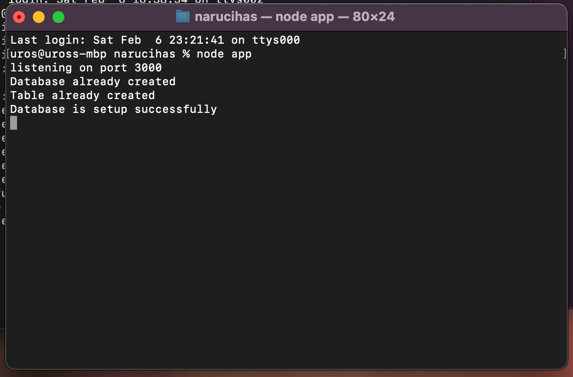 narucihas — node app — 80×24
Last login: Sat Feb  6 23:21:41 on ttys000
[uros@uross-mbp narucihas % node app ]
listening on port 3000
Database already created
Table already created
Database is setup successfully